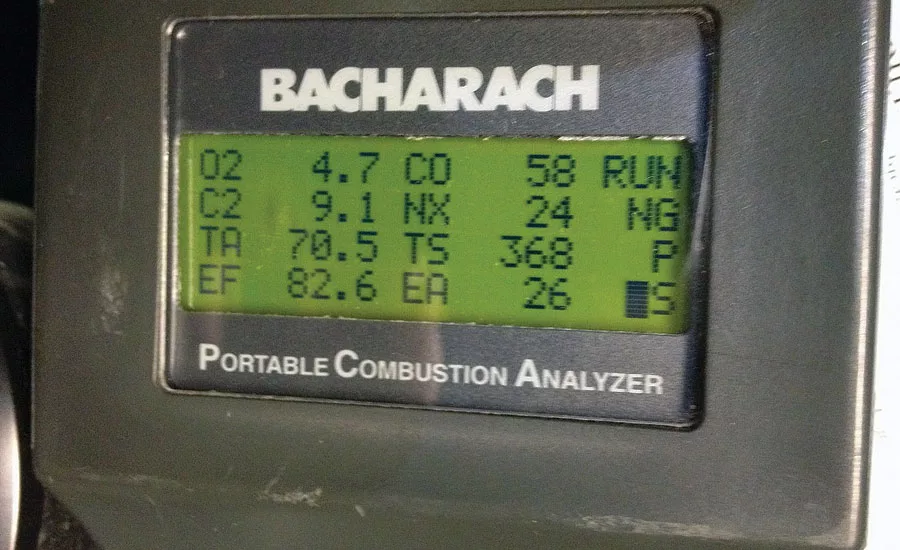 BACHARACH
O2 4.7 CO 58 RUN
C2 9.1 NX 24 NG
TA 70.5 TS 368 P
EF 82.6 EA 26 S
PORTABLE COMBUSTION ANALYZER